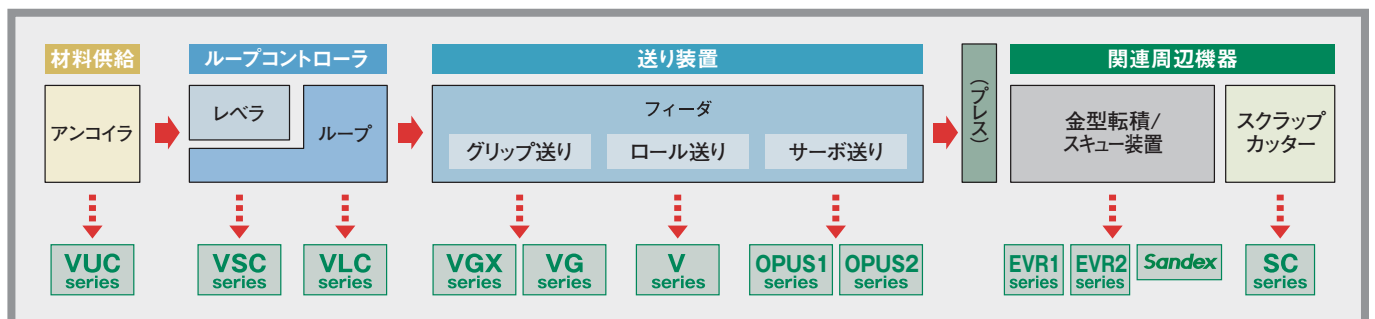 材料供給
アンコイラ
VUC
series
ループコントローラ
レベラ
ループ
VSC
series
VLC
series
送り装置
フィーダ
グリップ送り
ロール送り
サーボ送り
VGX
series
VG
series
V
series
OPUS1
series
OPUS2
series
（プレス）
関連周辺機器
金型転積/
スキュー装置
スクラップ
カッター
EVR1
series
EVR2
series
Sandex
SC
series